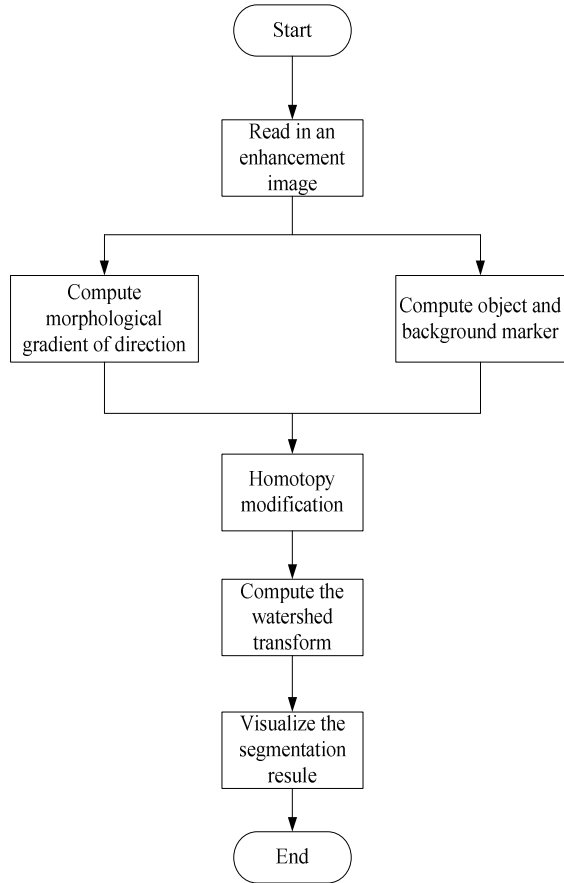 Start
Read in an
enhancement
image
Compute
morphological
gradient of direction
Compute object and
background marker
Homotopy
modification
Compute the
watershed
transform
Visualize the
segmentation
resule
End